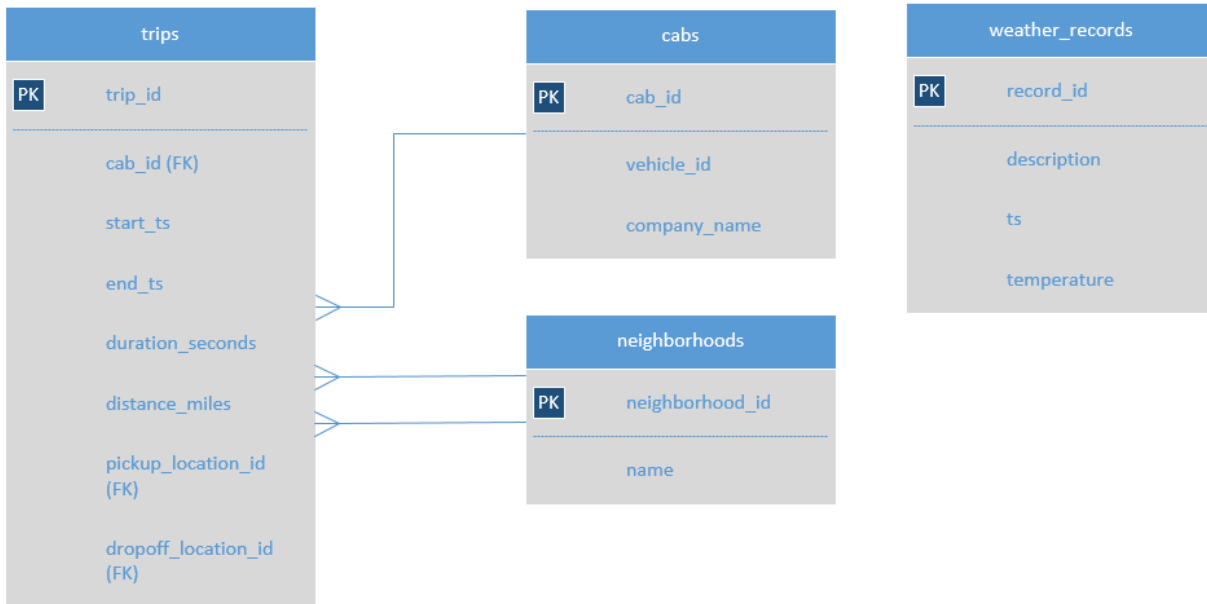 trips
PK trip_id
cab_id (FK)
start_ts
end_ts
duration_seconds
distance_miles
pickup_location_id
(FK)
dropoff_location_id
(FK)
cabs
PK cab_id
vehicle_id
company_name
neighborhoods
PK neighborhood_id
name
weather_records
PK record_id
description
ts
temperature